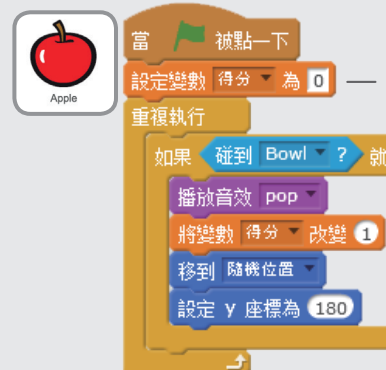 Apple
當 被點一下
設定變數 得分 為 0
重複執行
如果 碰到 Bowl ? 就
播放音效 pop
將變數 得分 改變 1
移到 隨機位置
設定 y 座標為 180